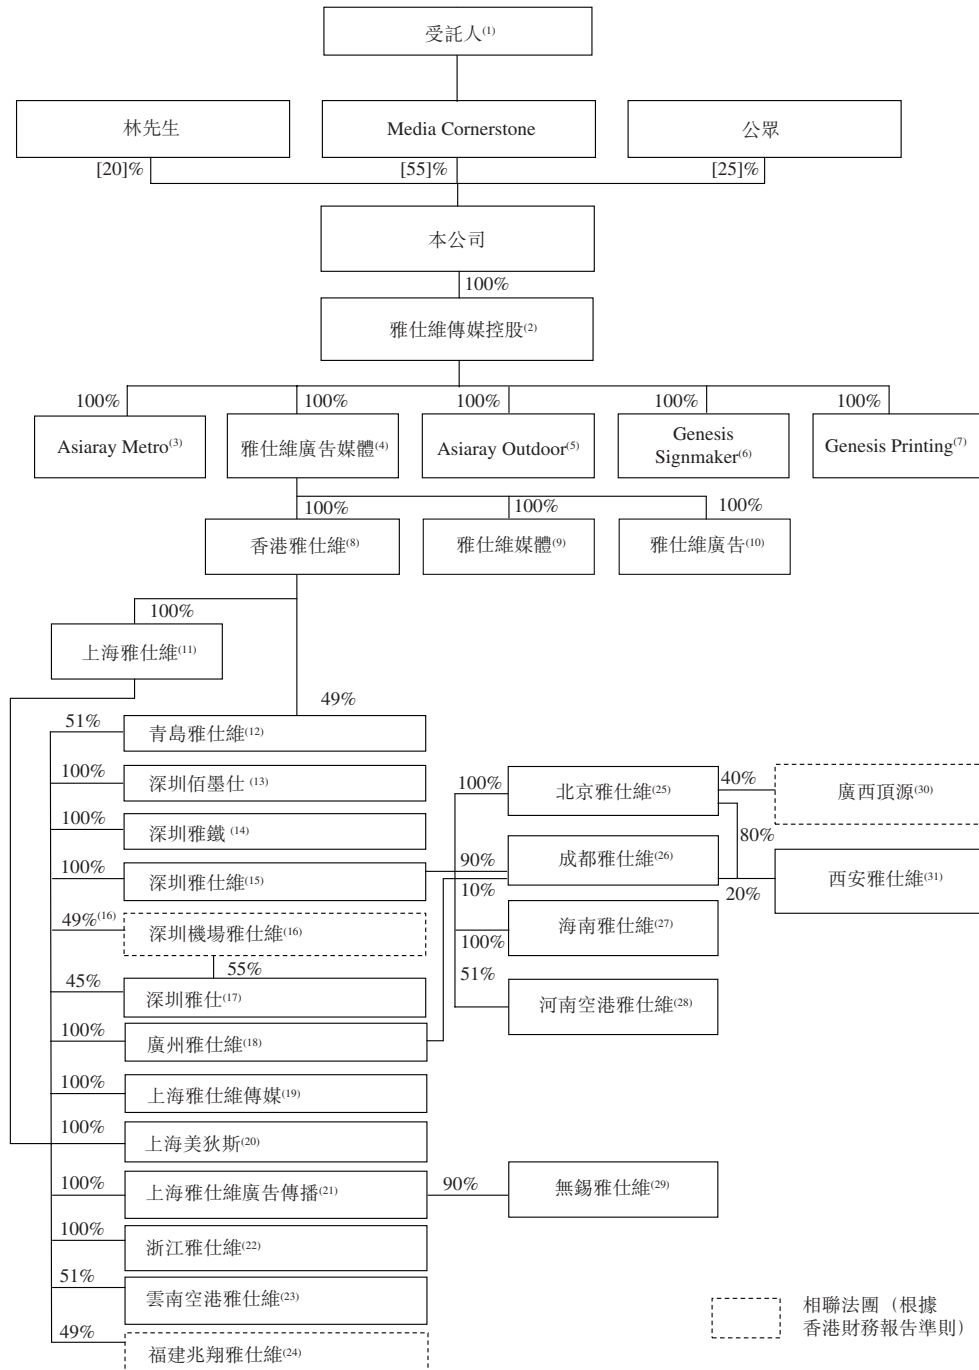 受託人(1)
林先生
Media Cornerstone
公眾
[20]%
[55]%
[25]%
本公司
100%
雅仕維傳媒控股(2)
100%
100%
100%
100%
100%
Asiaray Metro(3)
雅仕維廣告媒體(4)
Asiaray Outdoor(5)
Genesis
Signmaker(6)
Genesis Printing(7)
100%
100%
100%
香港雅仕維(8)
雅仕維媒體(9)
雅仕維廣告(10)
100%
上海雅仕維(11)
49%
51%
青島雅仕維(12)
100%
深圳佰墨仕(13)
100%
深圳雅鐵(14)
100%
深圳雅仕維(15)
49%(16)
深圳機場雅仕維(16)
55%
45%
深圳雅仕(17)
100%
廣州雅仕維(18)
100%
上海雅仕維傳媒(19)
100%
上海美狄斯(20)
100%
上海雅仕維廣告傳播(21)
90%
無錫雅仕維(29)
100%
浙江雅仕維(22)
51%
雲南空港雅仕維(23)
49%
福建兆翔雅仕維(24)
100%
北京雅仕維(25)
40%
廣西頂源(30)
80%
90%
成都雅仕維(26)
10%
20%
西安雅仕維(31)
海南雅仕維(27)
100%
51%
河南空港雅仕維(28)
相聯法團（根據
香港財務報告準則）